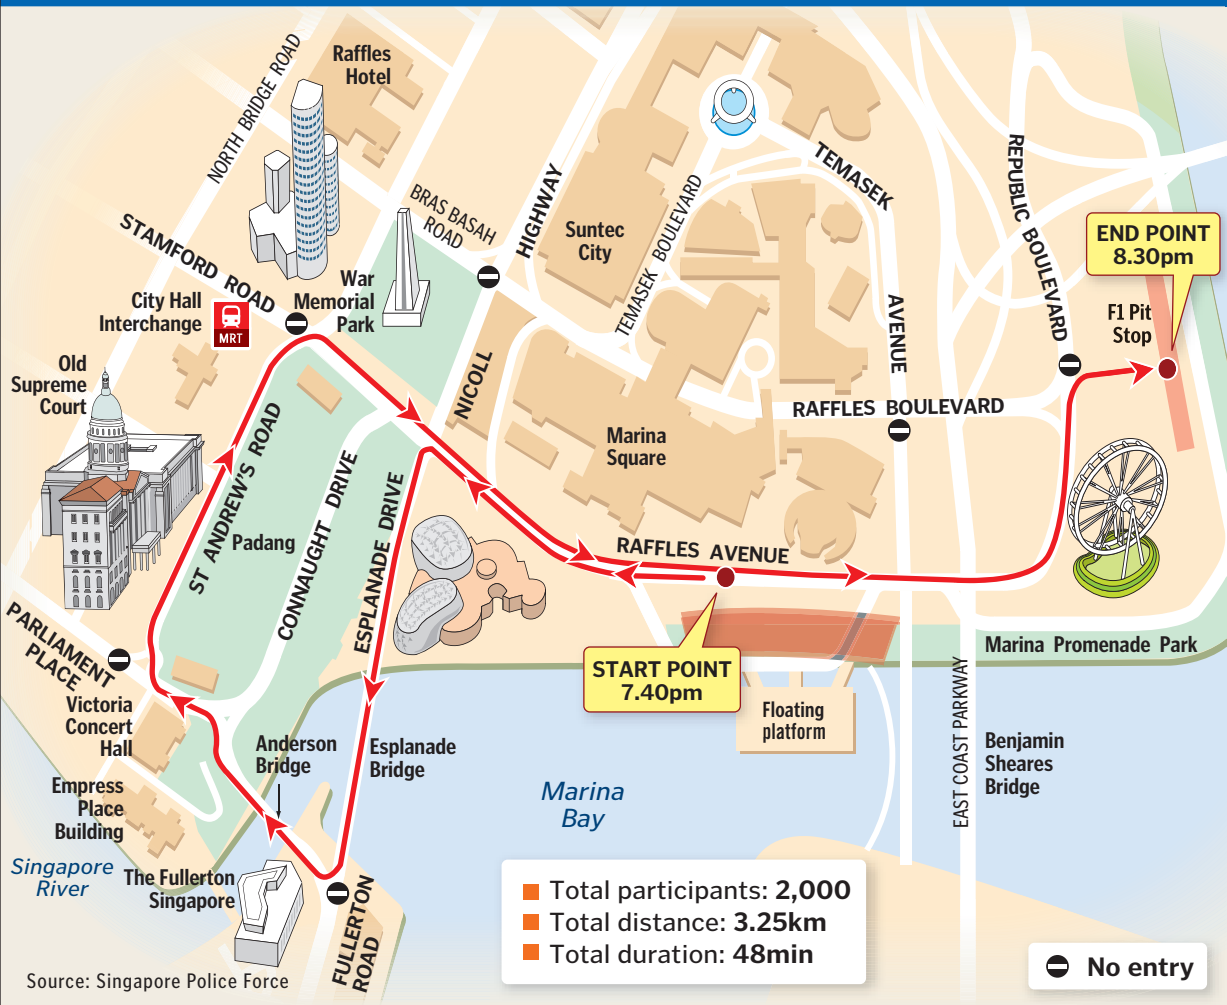 Raffles
Hotel
NORTH BRIDGE ROAD
STAMFORD ROAD
BRAS BASAH
ROAD
HIGHWAY
Suntec
City
TEMASEK BOULEVARD
TEMASEK
AVENUE
REPUBLIC BOULEVARD
END POINT
8.30pm
F1 Pit
Stop
City Hall
Interchange
MRT
War
Memorial
Park
Old
Supreme
Court
NICOLL
RAFFLES BOULEVARD
Marina
Square
ST ANDREW'S ROAD
Padang
CONNAUGHT DRIVE
ESPLANADE DRIVE
RAFFLES AVENUE
START POINT
7.40pm
Marina Promenade Park
PARLIAMENT
PLACE
Victoria
Concert
Hall
Floating
platform
Anderson
Bridge
Esplanade
Bridge
EAST COAST PARKWAY
Benjamin
Sheares
Bridge
Empress
Place
Building
Marina
Bay
Singapore
River
The Fullerton
Singapore
FULLERTON
ROAD
Total participants: 2,000
Total distance: 3.25km
Total duration: 48min
No entry
Source: Singapore Police Force